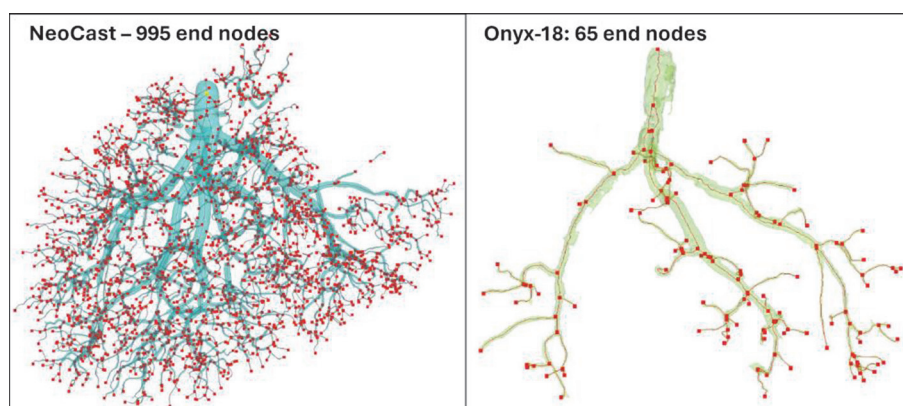 NeoCast – 995 end nodes
Onyx-18: 65 end nodes